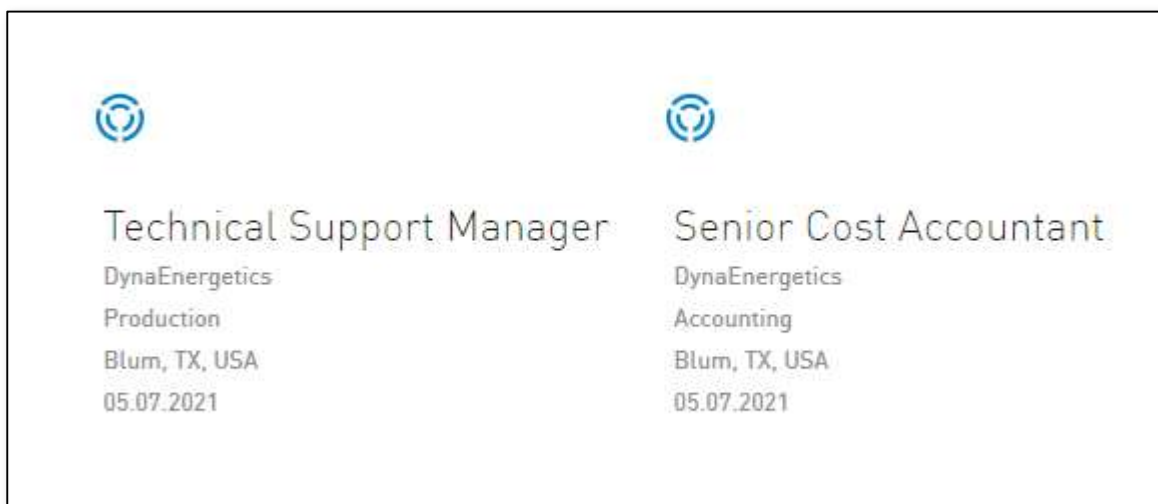 Technical Support Manager
DynaEnergetics
Production
Blum, TX, USA
05.07.2021
Senior Cost Accountant
DynaEnergetics
Accounting
Blum, TX, USA
05.07.2021